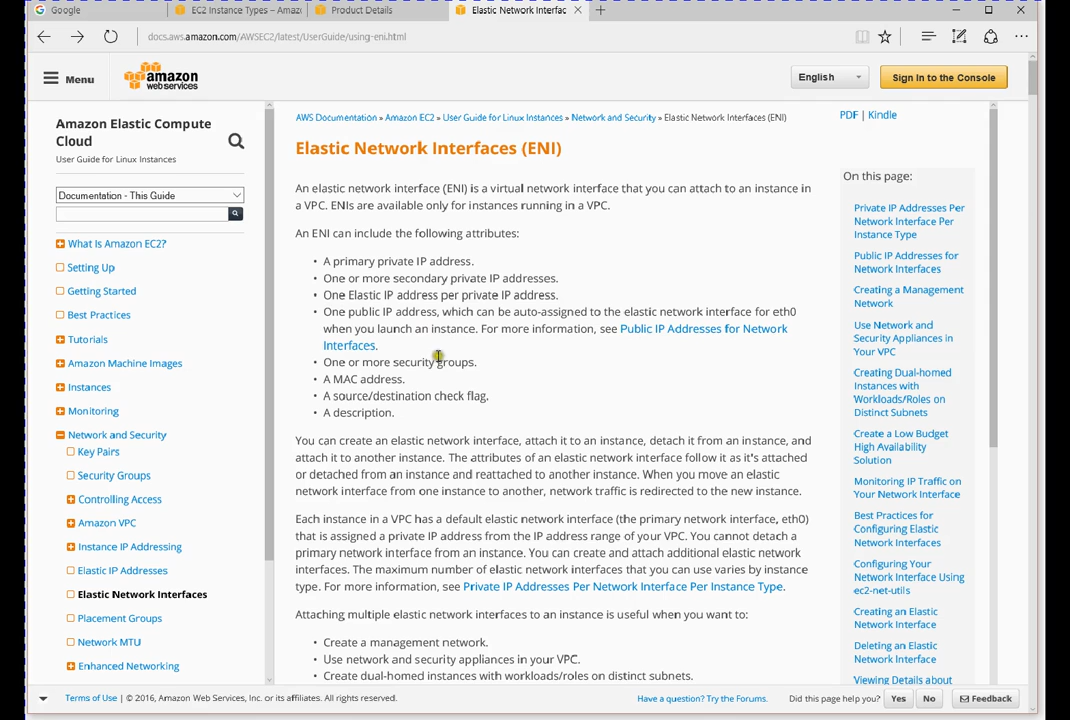 Google
EC2 Instance Types – Amaz
Product Details
Elastic Network Interfac
docs.aws.amazon.com/AWSEC2/latest/UserGuide/using-eni.html
Menu
amazon
web services
English
Sign In to the Console
Amazon Elastic Compute
Cloud
User Guide for Linux Instances
Documentation - This Guide
What Is Amazon EC2?
Setting Up
Getting Started
Best Practices
Tutorials
Amazon Machine Images
Instances
Monitoring
Network and Security
Key Pairs
Security Groups
Controlling Access
Amazon VPC
Instance IP Addressing
Elastic IP Addresses
Elastic Network Interfaces
Placement Groups
Network MTU
Enhanced Networking
AWS Documentation » Amazon EC2 » User Guide for Linux Instances » Network and Security » Elastic Network Interfaces (ENI)
Elastic Network Interfaces (ENI)
An elastic network interface (ENI) is a virtual network interface that you can attach to an instance in
a VPC. ENIs are available only for instances running in a VPC.
An ENI can include the following attributes:
• A primary private IP address.
• One or more secondary private IP addresses.
• One Elastic IP address per private IP address.
• One public IP address, which can be auto-assigned to the elastic network interface for eth0
when you launch an instance. For more information, see Public IP Addresses for Network
Interfaces.
• One or more security groups.
• A MAC address.
• A source/destination check flag.
• A description.
You can create an elastic network interface, attach it to an instance, detach it from an instance, and
attach it to another instance. The attributes of an elastic network interface follow it as it's attached
or detached from an instance and reattached to another instance. When you move an elastic
network interface from one instance to another, network traffic is redirected to the new instance.
Each instance in a VPC has a default elastic network interface (the primary network interface, eth0)
that is assigned a private IP address from the IP address range of your VPC. You cannot detach a
primary network interface from an instance. You can create and attach additional elastic network
interfaces. The maximum number of elastic network interfaces that you can use varies by instance
type. For more information, see Private IP Addresses Per Network Interface Per Instance Type.
Attaching multiple elastic network interfaces to an instance is useful when you want to:
• Create a management network.
• Use network and security appliances in your VPC.
• Create dual-homed instances with workloads/roles on distinct subnets.
PDF | Kindle
On this page:
Private IP Addresses Per
Network Interface Per
Instance Type
Public IP Addresses for
Network Interfaces
Creating a Management
Network
Use Network and
Security Appliances in
Your VPC
Creating Dual-homed
Instances with
Workloads/Roles on
Distinct Subnets
Create a Low Budget
High Availability
Solution
Monitoring IP Traffic on
Your Network Interface
Best Practices for
Configuring Elastic
Network Interfaces
Configuring Your
Network Interface Using
ec2-net-utils
Creating an Elastic
Network Interface
Deleting an Elastic
Network Interface
Viewing Details about
Terms of Use | © 2016, Amazon Web Services, Inc. or its affiliates. All rights reserved.
Have a question? Try the Forums.
Did this page help you?
Yes
No
Feedback